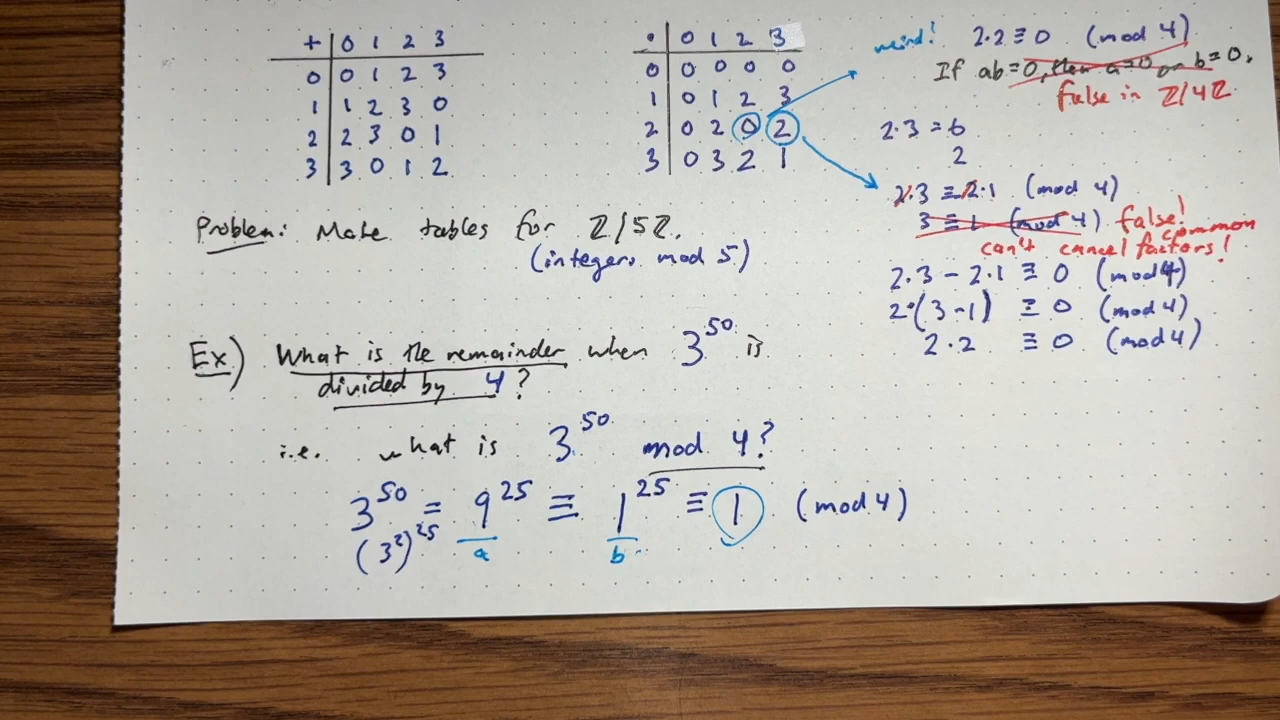 + | 0 1 2 3
0 | 0 1 2 3
1 | 1 2 3 0
2 | 2 3 0 1
3 | 3 0 1 2
• | 0 1 2 3
0 | 0 0 0 0
1 | 0 1 2 3
2 | 0 2 0 2
3 | 0 3 2 1
weird! 2·2 ≡ 0 (mod 4)
If ab=0, then a=0 or b=0.
false in ℤ/4ℤ
2·3 = 6
2
2·3 ≡ 2·1 (mod 4)
3 ≡ 1 (mod 4) false!
can't cancel common factors!
2·3 - 2·1 ≡ 0 (mod 4)
2·(3-1) ≡ 0 (mod 4)
2·2 ≡ 0 (mod 4)
Problem: Make tables for ℤ/5ℤ.
(integers mod 5)
Ex) What is the remainder when 3^50 is
divided by 4?
i.e. what is 3^50 mod 4?
3^50 = 9^25 ≡ 1^25 ≡ 1 (mod 4)
(3^2)^25 a b